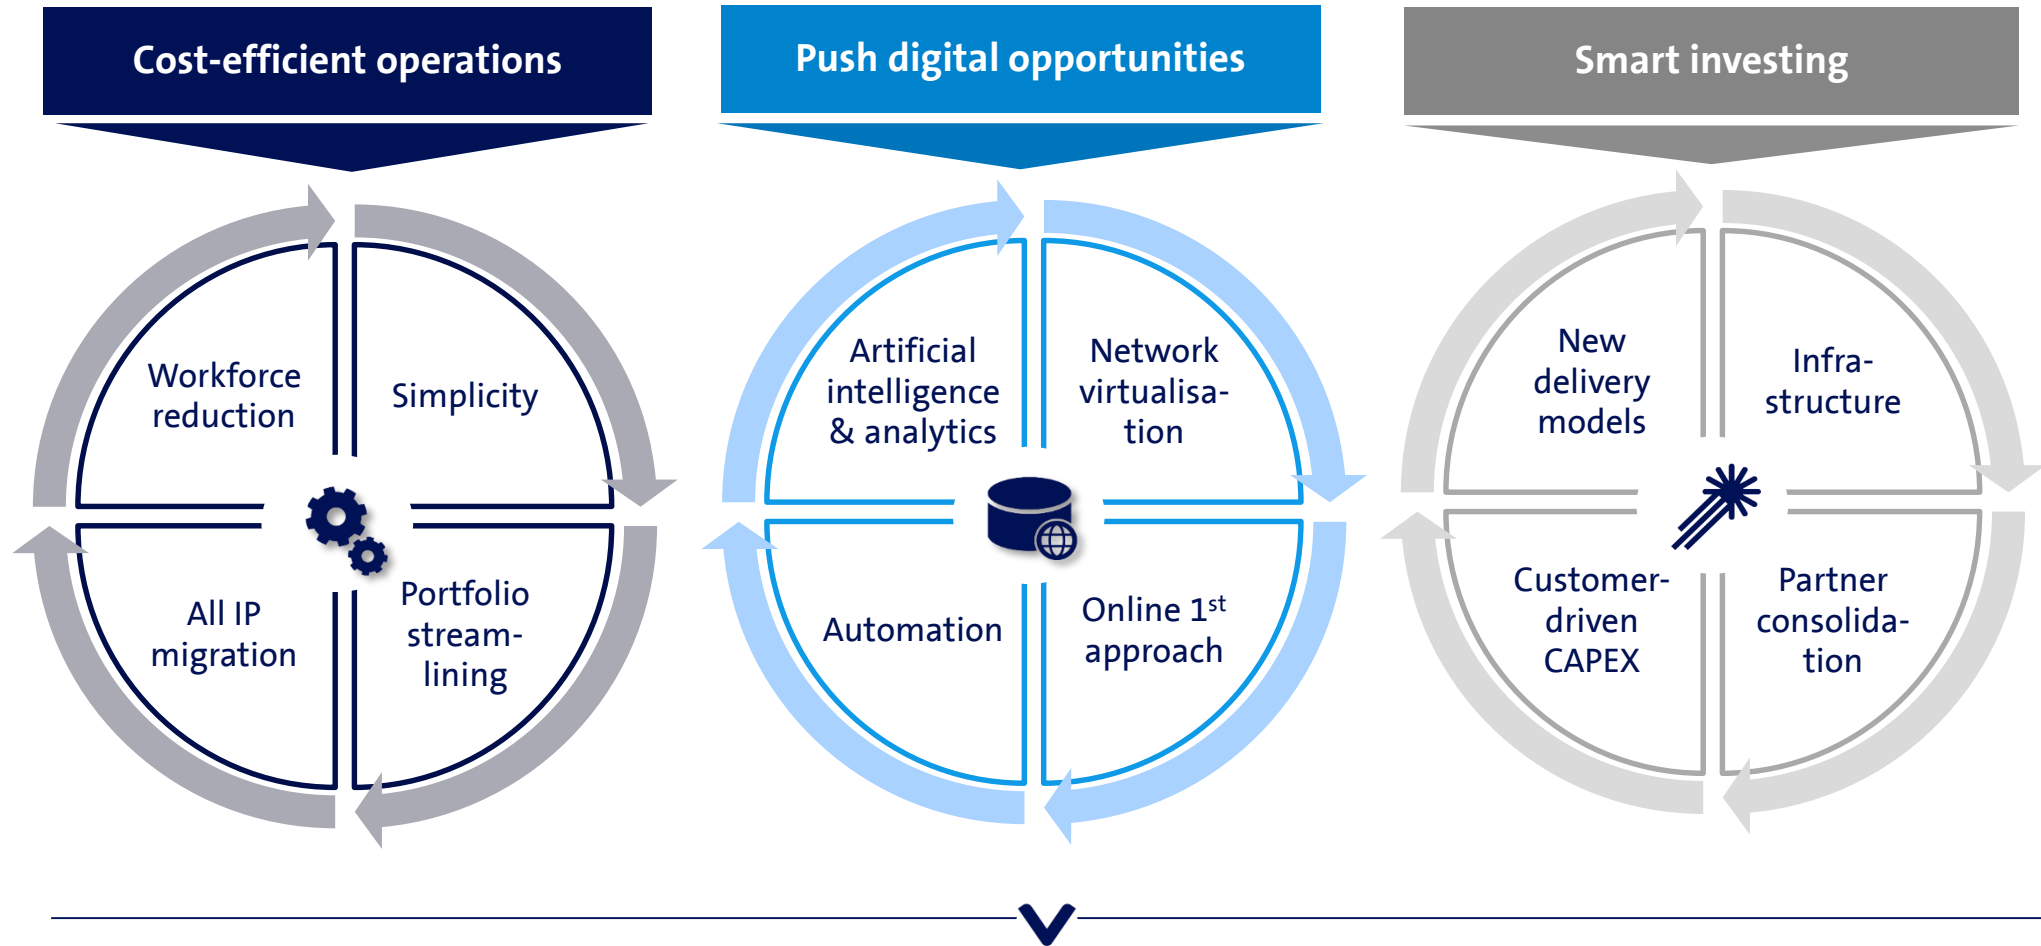 Cost-efficient operations
Workforce
reduction
Simplicity
All IP
migration
Portfolio
stream-
lining
Push digital opportunities
Artificial
intelligence
& analytics
Network
virtualisa-
tion
Automation
Online 1st
approach
Smart investing
New
delivery
models
Infra-
structure
Customer-
driven
CAPEX
Partner
consolida-
tion